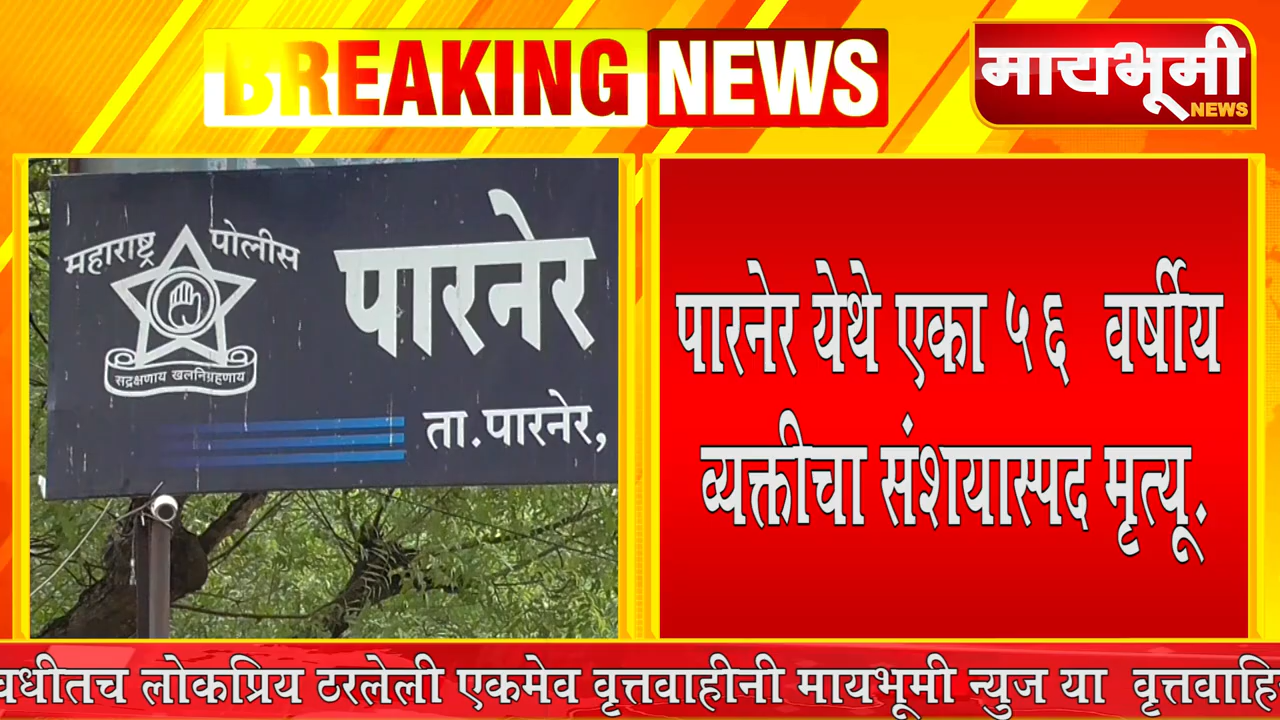 BREAKING NEWS
मायभूमी
NEWS
महाराष्ट्र पोलीस
पारनेर
सद्रक्षणाय खलनिग्रहणाय
ता.पारनेर,
पारनेर येथे एका ५६ वर्षीय
व्यक्तीचा संशयास्पद मृत्यू.
वधीतच लोकप्रिय ठरलेली एकमेव वृत्तवाहीनी मायभूमी न्युज या वृत्तवाहि